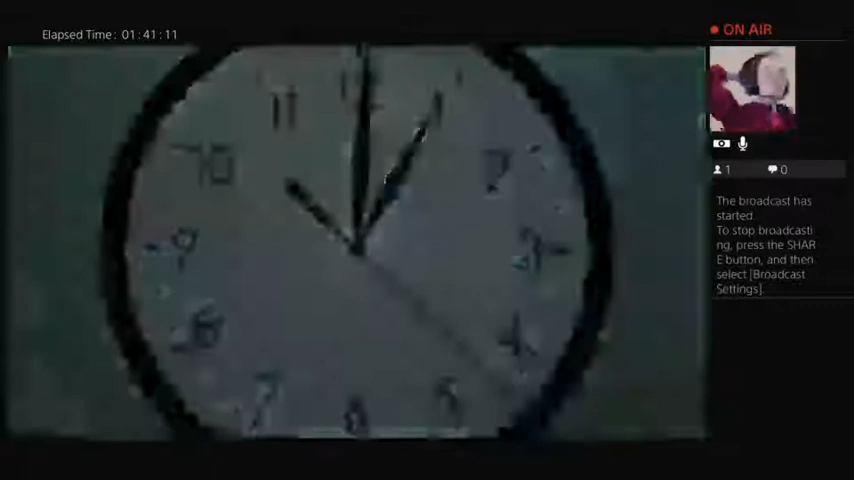 Elapsed Time : 01 : 41 : 11
ON AIR
1 0
The broadcast has
started.
To stop broadcasti
ng, press the SHAR
E button, and then
select [Broadcast
Settings].
12
11
1
10
2
9
3
8
4
7
5
6